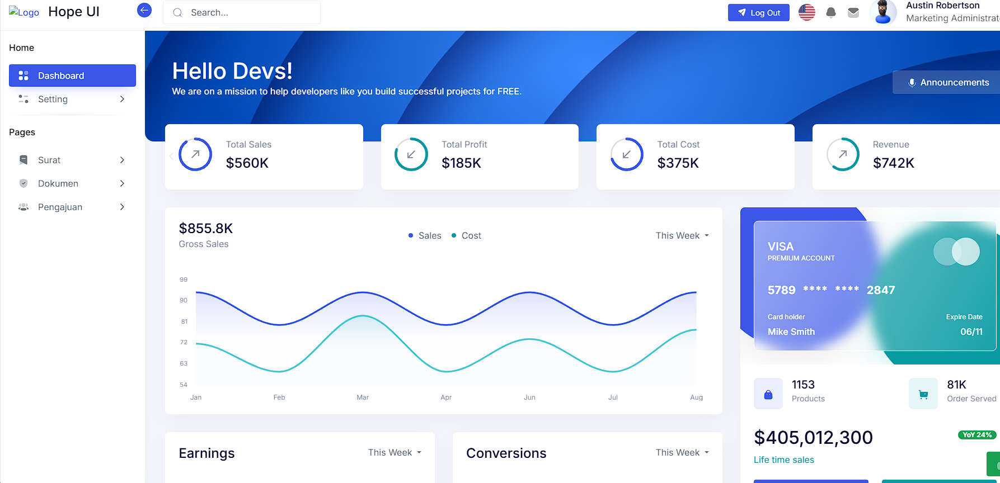 Logo Hope UI
Search...
Log Out
Austin Robertson
Marketing Administrat
Home
Dashboard
Setting
Pages
Surat
Dokumen
Pengajuan
Hello Devs!
We are on a mission to help developers like you build successful projects for FREE.
Announcements
Total Sales
$560K
Total Profit
$185K
Total Cost
$375K
Revenue
$742K
$855.8K
Gross Sales
Sales Cost
This Week
99
90
81
72
63
54
Jan Feb Mar Apr Jun Jul Aug
VISA
PREMIUM ACCOUNT
5789 **** **** 2847
Card holder
Mike Smith
Expire Date
06/11
1153
Products
81K
Order Served
$405,012,300
YoY 24%
Life time sales
Earnings
This Week
Conversions
This Week